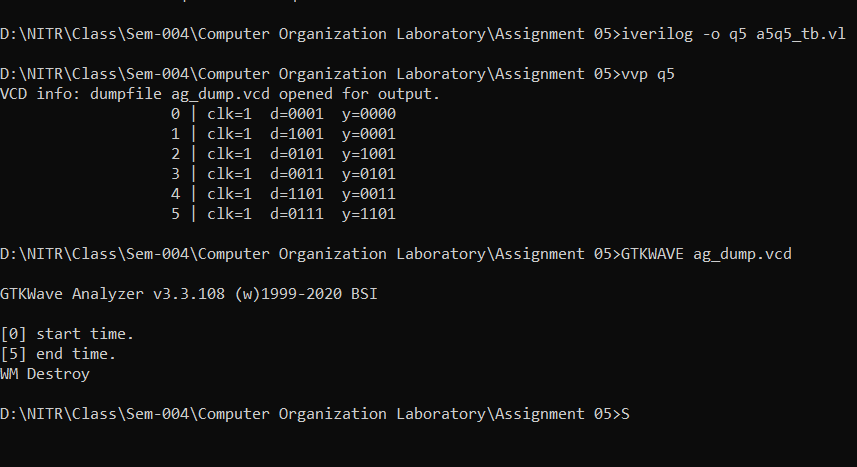 D:\NITR\Class\Sem-004\Computer Organization Laboratory\Assignment 05>iverilog -o q5 a5q5_tb.vl
D:\NITR\Class\Sem-004\Computer Organization Laboratory\Assignment 05>vvp q5
VCD info: dumpfile ag_dump.vcd opened for output.
0 | clk=1  d=0001  y=0000
1 | clk=1  d=1001  y=0001
2 | clk=1  d=0101  y=1001
3 | clk=1  d=0011  y=0101
4 | clk=1  d=1101  y=0011
5 | clk=1  d=0111  y=1101
D:\NITR\Class\Sem-004\Computer Organization Laboratory\Assignment 05>GTKWAVE ag_dump.vcd
GTKWave Analyzer v3.3.108 (w)1999-2020 BSI
[0] start time.
[5] end time.
WM Destroy
D:\NITR\Class\Sem-004\Computer Organization Laboratory\Assignment 05>S